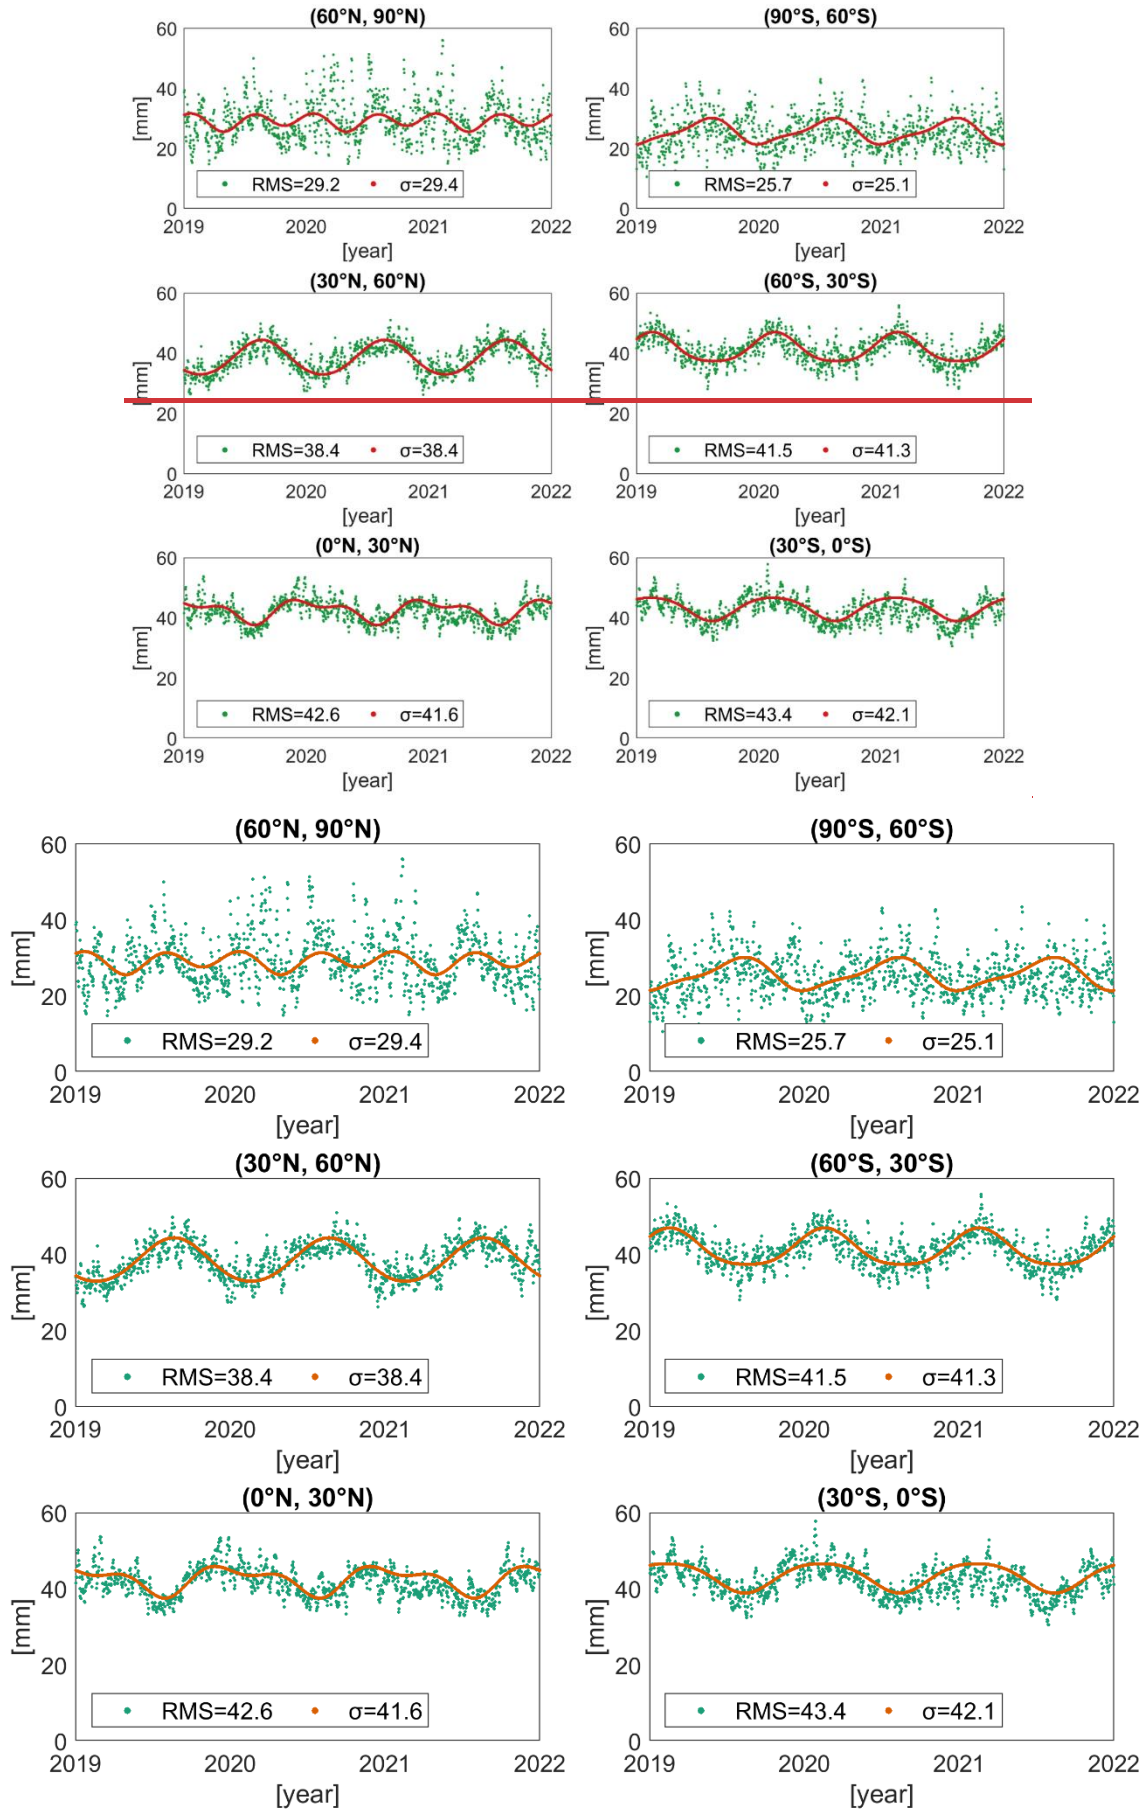 (60°N, 90°N)
60
40
20
0
[mm]
RMS=29.2 σ=29.4
2019 2020 2021 2022
[year]
(90°S, 60°S)
60
40
20
0
[mm]
RMS=25.7 σ=25.1
2019 2020 2021 2022
[year]
(30°N, 60°N)
60
40
20
0
[mm]
RMS=38.4 σ=38.4
2019 2020 2021 2022
[year]
(60°S, 30°S)
60
40
20
0
[mm]
RMS=41.5 σ=41.3
2019 2020 2021 2022
[year]
(0°N, 30°N)
60
40
20
0
[mm]
RMS=42.6 σ=41.6
2019 2020 2021 2022
[year]
(30°S, 0°S)
60
40
20
0
[mm]
RMS=43.4 σ=42.1
2019 2020 2021 2022
[year]
(60°N, 90°N)
60
40
20
0
[mm]
RMS=29.2 σ=29.4
2019 2020 2021 2022
[year]
(90°S, 60°S)
60
40
20
0
[mm]
RMS=25.7 σ=25.1
2019 2020 2021 2022
[year]
(30°N, 60°N)
60
40
20
0
[mm]
RMS=38.4 σ=38.4
2019 2020 2021 2022
[year]
(60°S, 30°S)
60
40
20
0
[mm]
RMS=41.5 σ=41.3
2019 2020 2021 2022
[year]
(0°N, 30°N)
60
40
20
0
[mm]
RMS=42.6 σ=41.6
2019 2020 2021 2022
[year]
(30°S, 0°S)
60
40
20
0
[mm]
RMS=43.4 σ=42.1
2019 2020 2021 2022
[year]